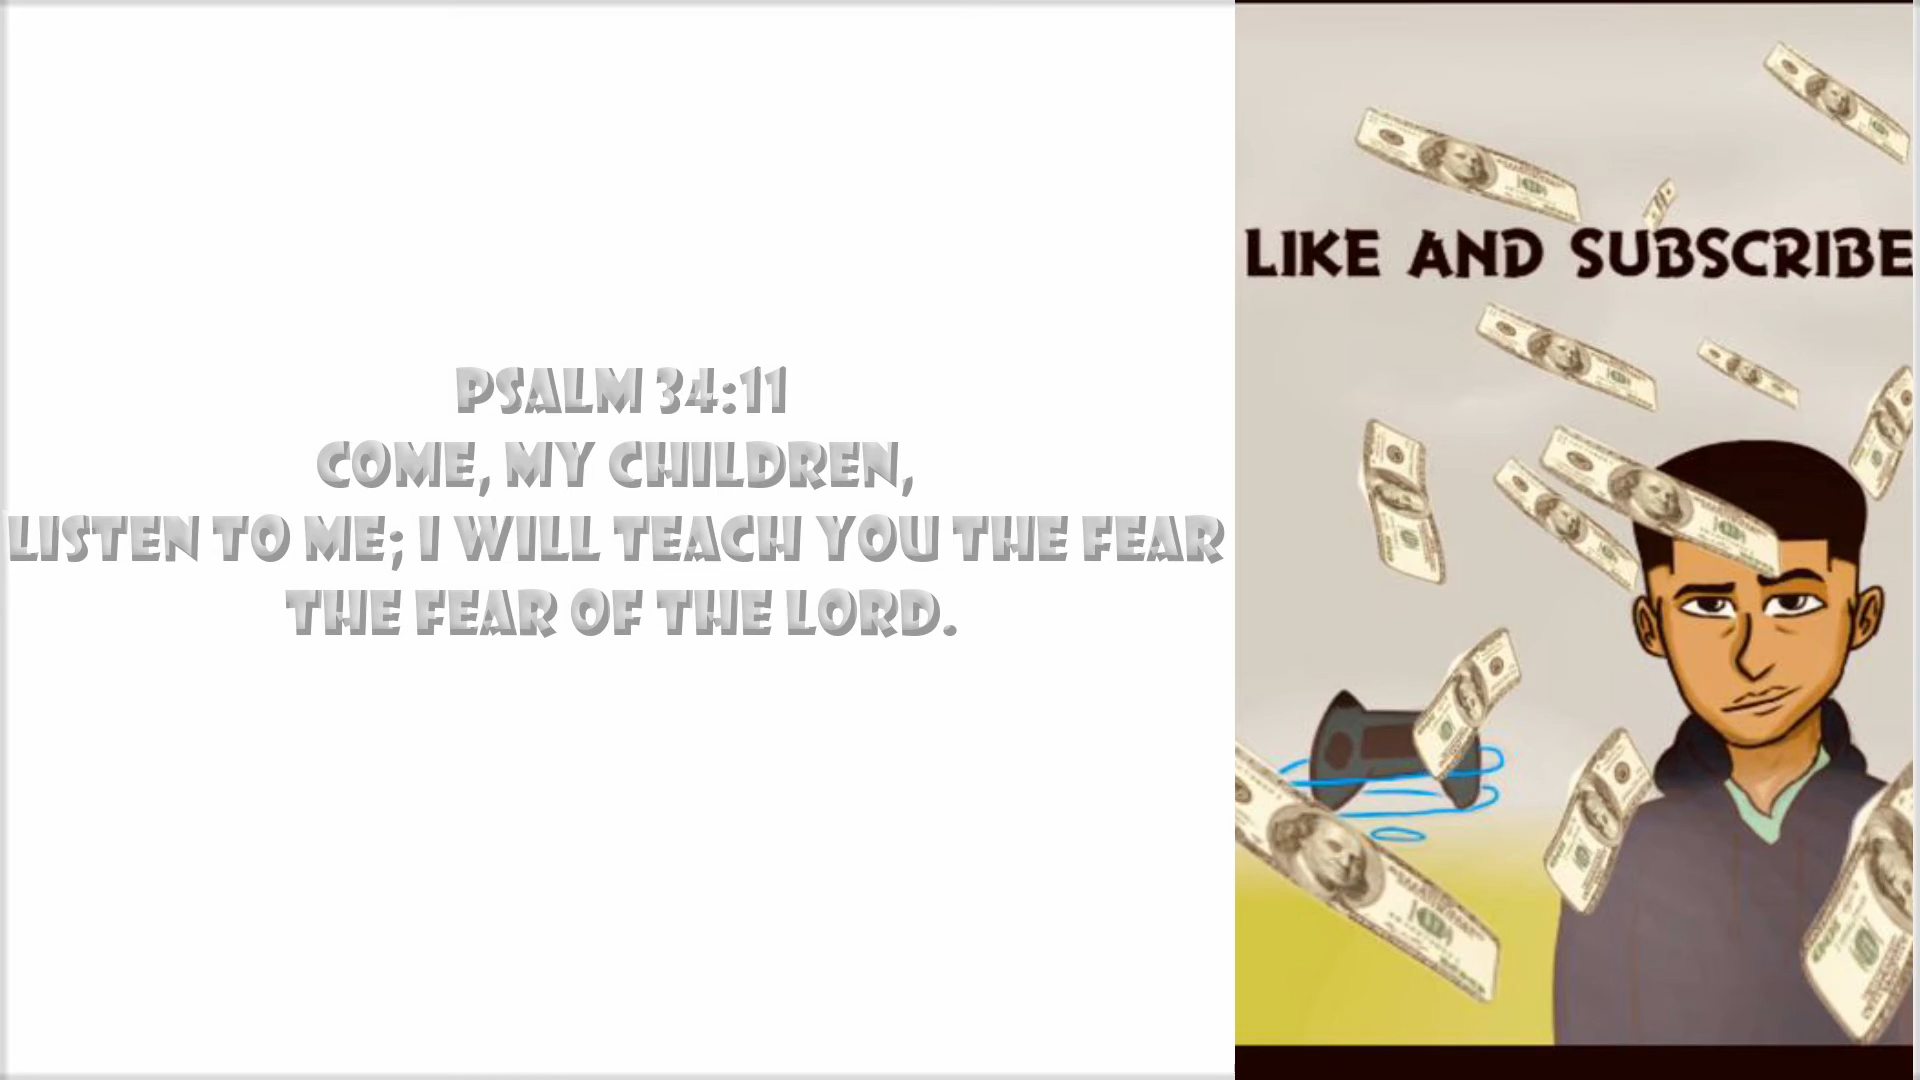 PSALM 34:11
COME, MY CHILDREN,
LISTEN TO ME; I WILL TEACH YOU THE FEAR
THE FEAR OF THE LORD.
LIKE AND SUBSCRIBE